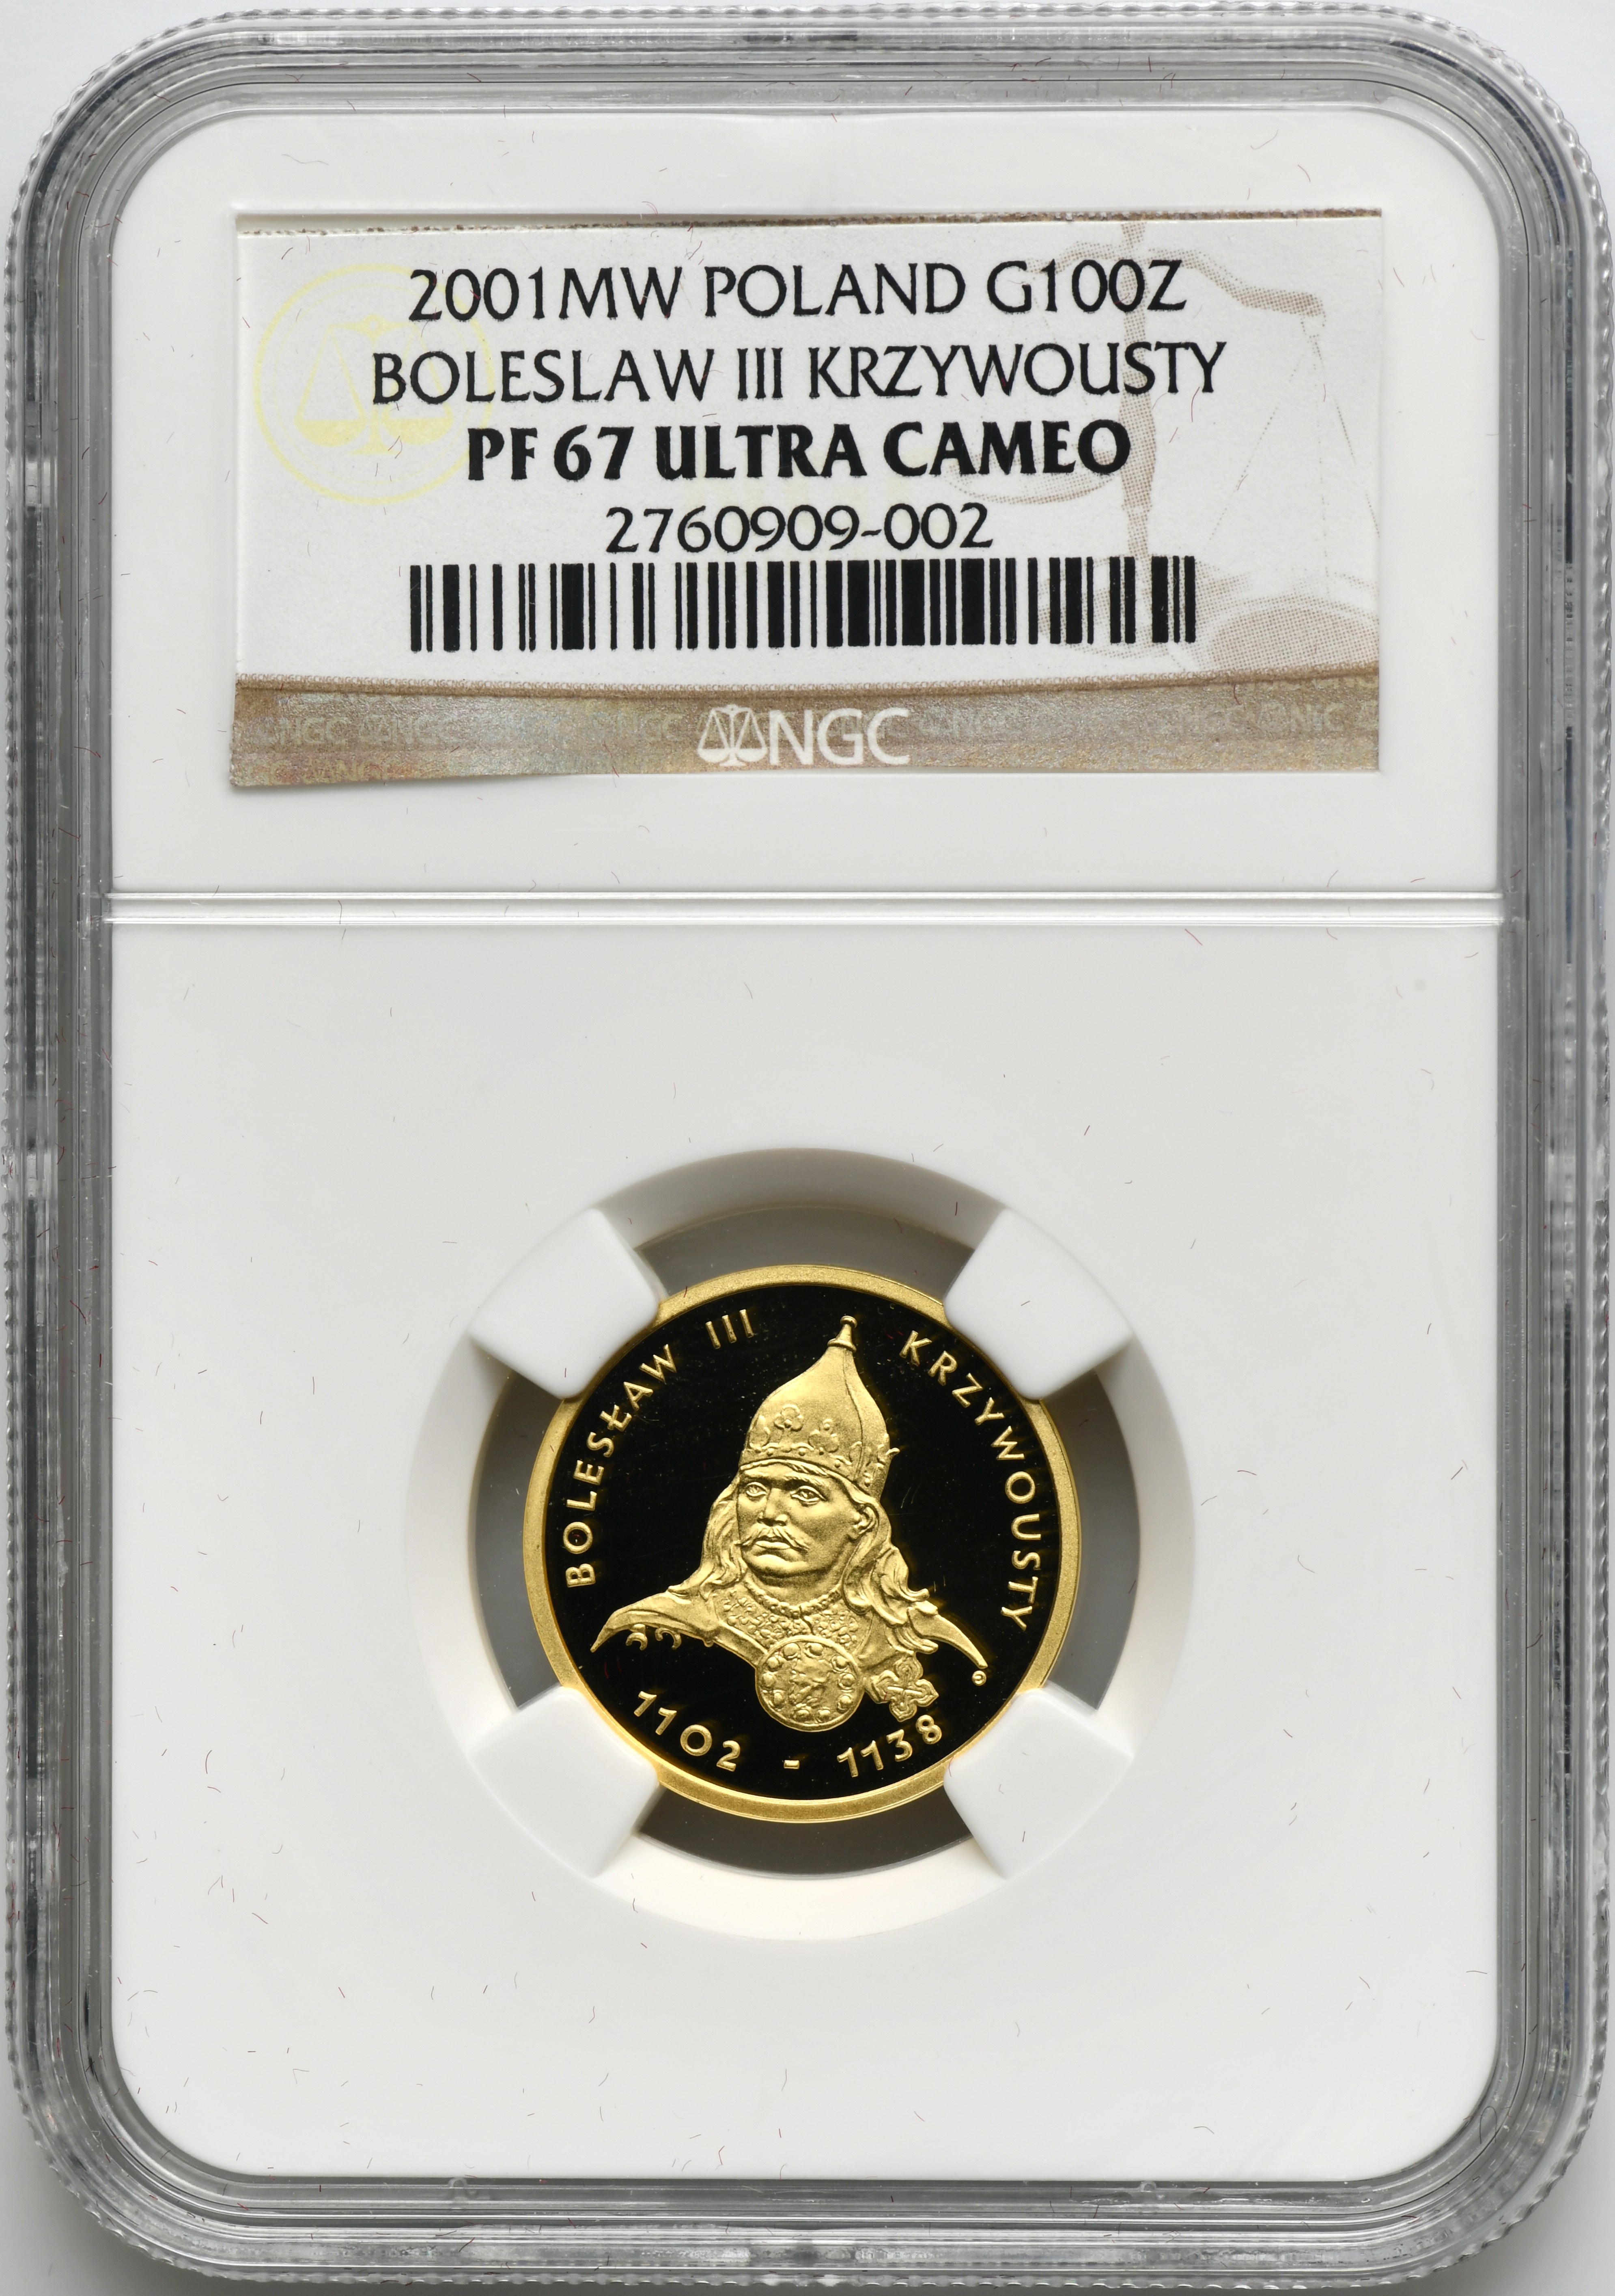 2001MW POLAND G100Z
BOLESLAW III KRZYWOUSTY
PF 67 ULTRA CAMEO
2760909-002
NGC
BOLESŁAW III KRZYWOUSTY
1102 - 1138